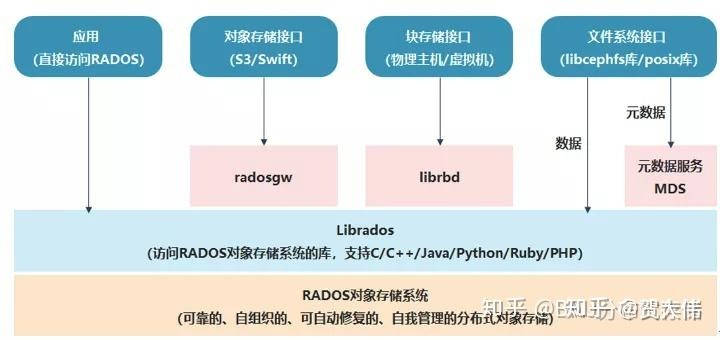 应用
(直接访问RADOS)
对象存储接口
(S3/Swift)
块存储接口
(物理主机/虚拟机)
文件系统接口
(libcephfs库/posix库)
数据
元数据
radosgw
librbd
元数据服务
MDS
Librados
(访问RADOS对象存储系统的库，支持C/C++/Java/Python/Ruby/PHP)
RADOS对象存储系统
(可靠的、自组织的、可自动修复的、自我管理的分布式对象存储)
知乎 @贺大伟